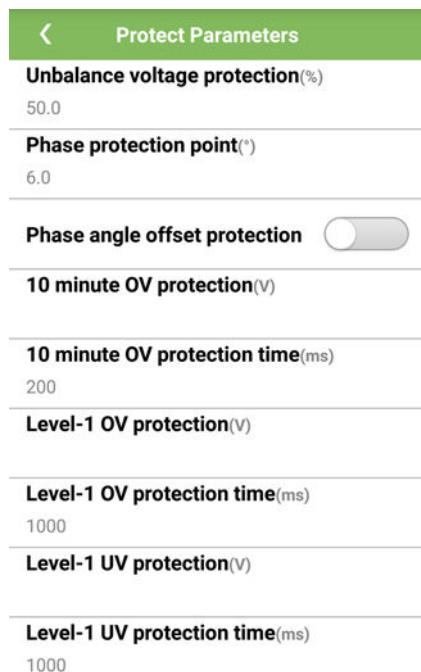 Protect Parameters
Unbalance voltage protection(%)
50.0
Phase protection point(°)
6.0
Phase angle offset protection
10 minute OV protection(V)
10 minute OV protection time(ms)
200
Level-1 OV protection(V)
Level-1 OV protection time(ms)
1000
Level-1 UV protection(V)
Level-1 UV protection time(ms)
1000